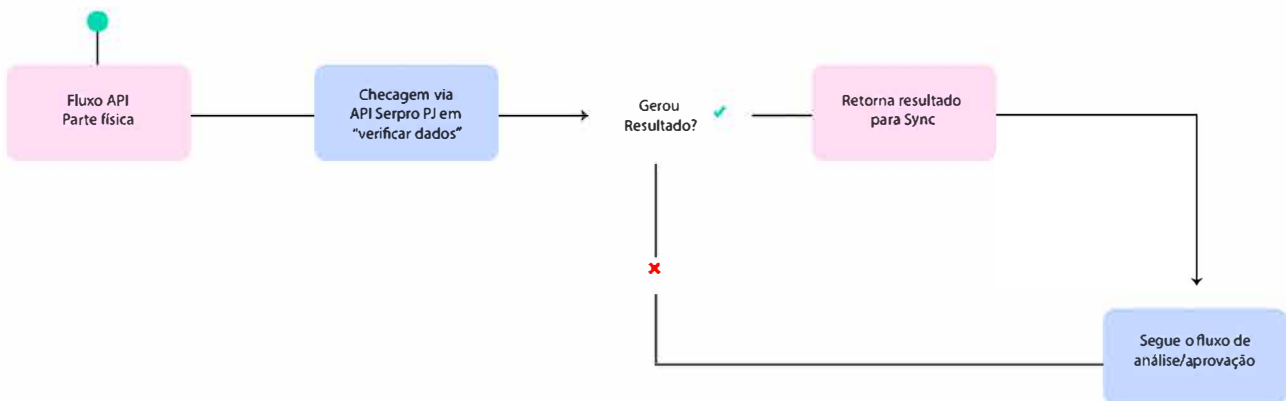 Fluxo API
Parte física
Checagem via
API Serpro PJ em
“verificar dados”
Gerou
Resultado?
Retorna resultado
para Sync
Segue o fluxo de
análise/aprovação